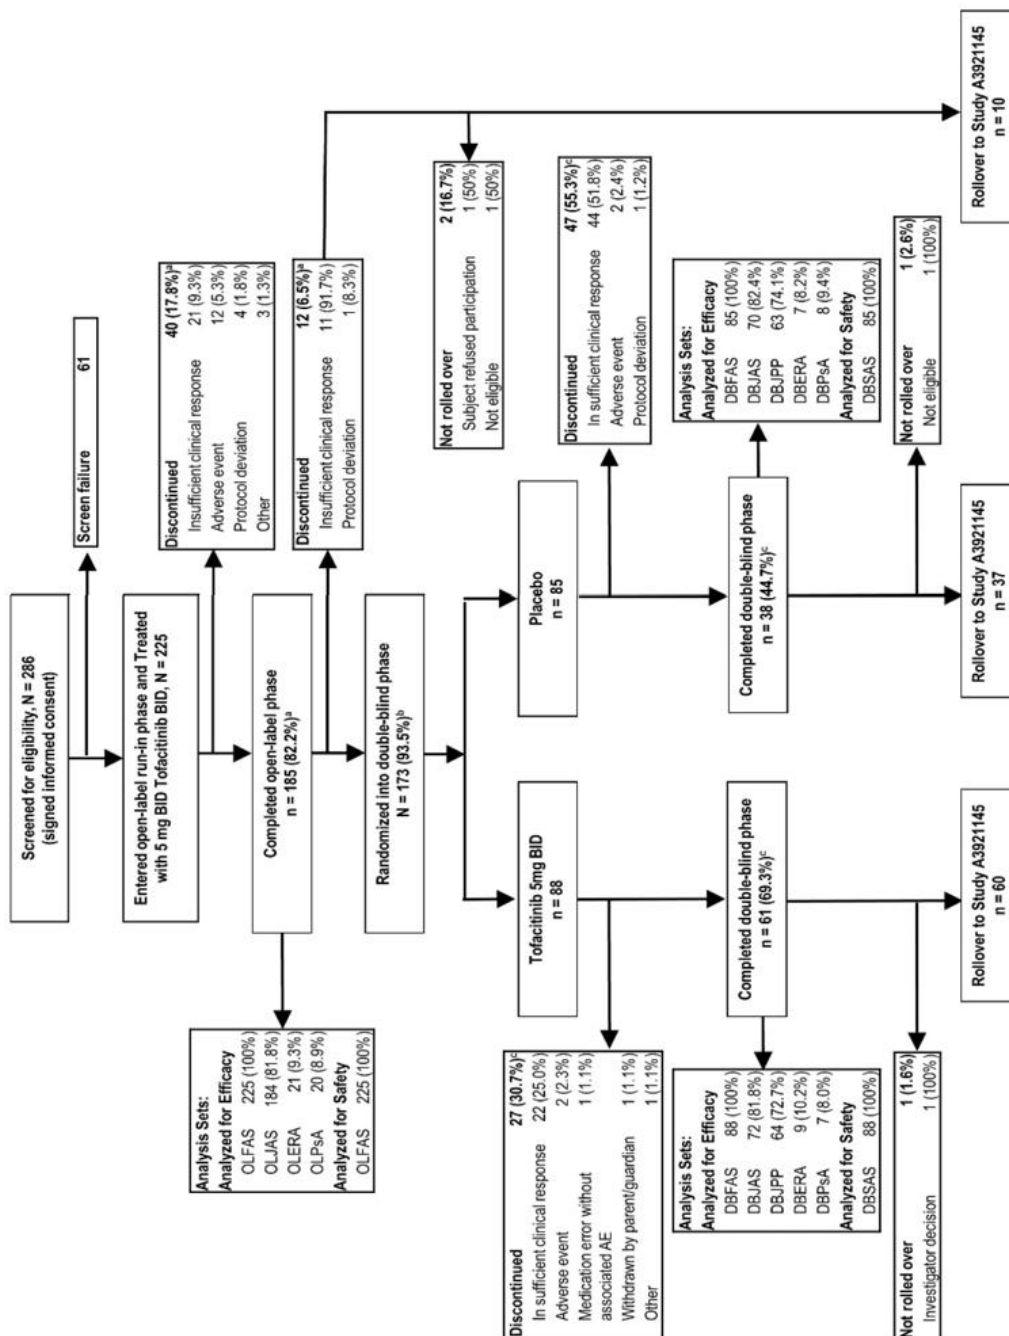 Screened for eligibility, N = 286
(signed informed consent)
Screen failure 61
Entered open-label run-in phase and Treated
with 5 mg BID Tofacitinib BID, N = 225
Discontinued 40 (17.8%)ᵃ
Insufficient clinical response 21 (9.3%)
Adverse event 12 (5.3%)
Protocol deviation 4 (1.8%)
Other 3 (1.3%)
Completed open-label phase
n = 185 (82.2%)ᵃ
Analysis Sets:
Analyzed for Efficacy
OLFAS 225 (100%)
OLJAS 184 (81.8%)
OLERA 21 (9.3%)
OLPsA 20 (8.9%)
Analyzed for Safety
OLFAS 225 (100%)
Discontinued 12 (6.5%)ᵃ
Insufficient clinical response 11 (91.7%)
Protocol deviation 1 (8.3%)
Randomized into double-blind phase
N = 173 (93.5%)ᵇ
Not rolled over 2 (16.7%)
Subject refused participation 1 (50%)
Not eligible 1 (50%)
Tofacitinib 5mg BID
n = 88
Placebo
n = 85
Discontinued 27 (30.7%)ᶜ
In sufficient clinical response 22 (25.0%)
Adverse event 2 (2.3%)
Medication error without 1 (1.1%)
associated AE
Withdrawn by parent/guardian 1 (1.1%)
Other 1 (1.1%)
Discontinued 47 (55.3%)ᶜ
In sufficient clinical response 44 (51.8%)
Adverse event 2 (2.4%)
Protocol deviation 1 (1.2%)
Completed double-blind phase
n = 61 (69.3%)ᶜ
Completed double-blind phase
n = 38 (44.7%)ᶜ
Analysis Sets:
Analyzed for Efficacy
DBFAS 88 (100%)
DBJAS 72 (81.8%)
DBJPP 64 (72.7%)
DBERA 9 (10.2%)
DBPsA 7 (8.0%)
Analyzed for Safety
DBSAS 88 (100%)
Analysis Sets:
Analyzed for Efficacy
DBFAS 85 (100%)
DBJAS 70 (82.4%)
DBJPP 63 (74.1%)
DBERA 7 (8.2%)
DBPsA 8 (9.4%)
Analyzed for Safety
DBSAS 85 (100%)
Not rolled over 1 (1.6%)
Investigator decision 1 (100%)
Not rolled over 1 (2.6%)
Not eligible 1 (100%)
Rollover to Study A3921145
n = 60
Rollover to Study A3921145
n = 37
Rollover to Study A3921145
n = 10